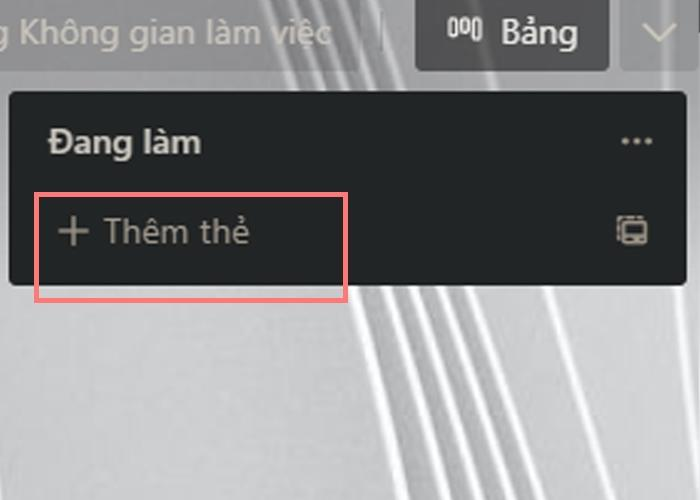 g Không gian làm việc
Bảng
Đang làm
Thêm thẻ